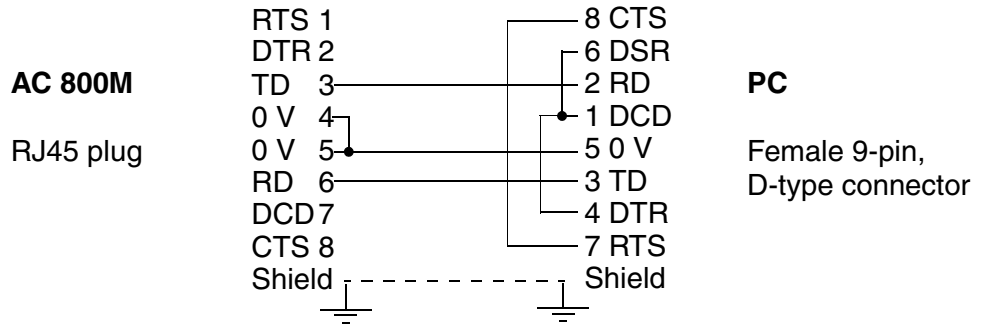 RTS 1 8 CTS
DTR 2 6 DSR
AC 800M TD 3 2 RD PC
0 V 4 1 DCD
RJ45 plug 0 V 5 5 0 V Female 9-pin,
RD 6 3 TD D-type connector
DCD 7 4 DTR
CTS 8 7 RTS
Shield Shield